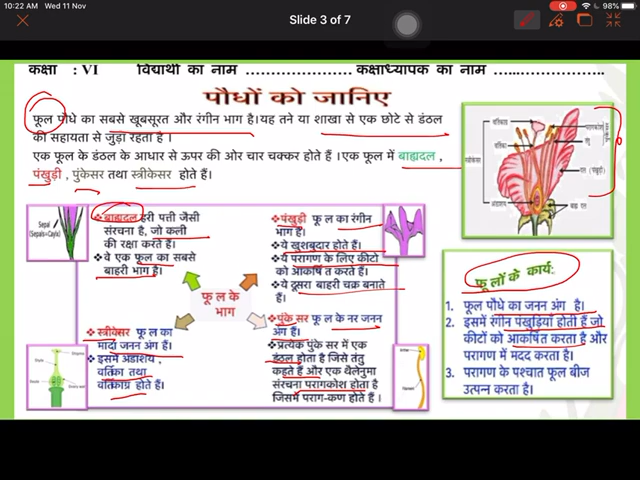 10:22 AM Wed 11 Nov
98%
Slide 3 of 7
कक्षा : VI विद्यार्थी का नाम ........................ कक्षाध्यापक का नाम ........................
पौधों को जानिए
फूल पौधे का सबसे खूबसूरत और रंगीन भाग है।यह तने या शाखा से एक छोटे से डंठल
की सहायता से जुड़ा रहता है ।
एक फूल के डंठल के आधार से ऊपर की ओर चार चक्कर होते हैं ।एक फूल में बाह्यदल ,
पंखुड़ी , पुंकेसर तथा स्त्रीकेसर होते हैं।
Sepal
(Sepals=Calyx)
❖बाह्यदल हरी पत्ती जैसी
संरचना है, जो कली
की रक्षा करते हैं।
➢ वे एक फूल का सबसे
बाहरी भाग है।
❖पंखुड़ी फू ल का रंगीन
भाग है।
➢ये खुशबुदार होते हैं।
➢ये परागण के लिए कीटो
को आकर्षि त करते हैं।
➢ये दूसरा बाहरी चक्र बनाते
हैं।
फू ल के
भाग
❖स्त्रीकेसर फू ल का
मादा जनन अंग हैं।
➢ इसमें अंडाशय,
वर्तिका तथा
वर्तिकाग्र होते हैं।
❖पुंके सर फू ल के नर जनन
अंग हैं।
➢प्रत्येक पुंके सर में एक
डंठल होता है जिसे तंतु
कहते हैं और एक थैलेनुमा
संरचना परागकोश होता है
जिसमें पराग-कण होते हैं ।
फू लों के कार्य:
1. फूल पौधे का जनन अंग है।
2. इसमें रंगीन पंखुड़ियाँ होती हैं जो
कीटों को आकर्षित करता है और
परागण में मदद करता है।
3. परागण के पश्चात फूल बीज
उत्पन्न करता है।